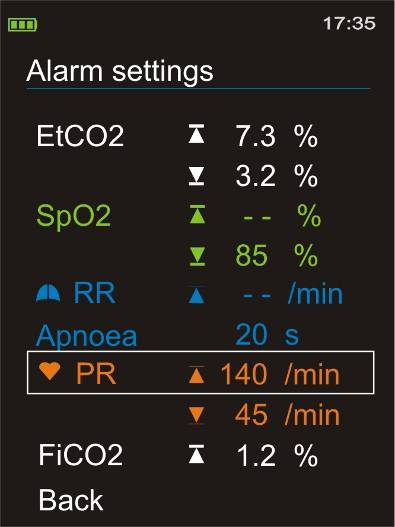 17:35
Alarm settings
EtCO2 7.3 %
3.2 %
SpO2 -- %
85 %
RR -- /min
Apnoea 20 s
PR 140 /min
45 /min
FiCO2 1.2 %
Back